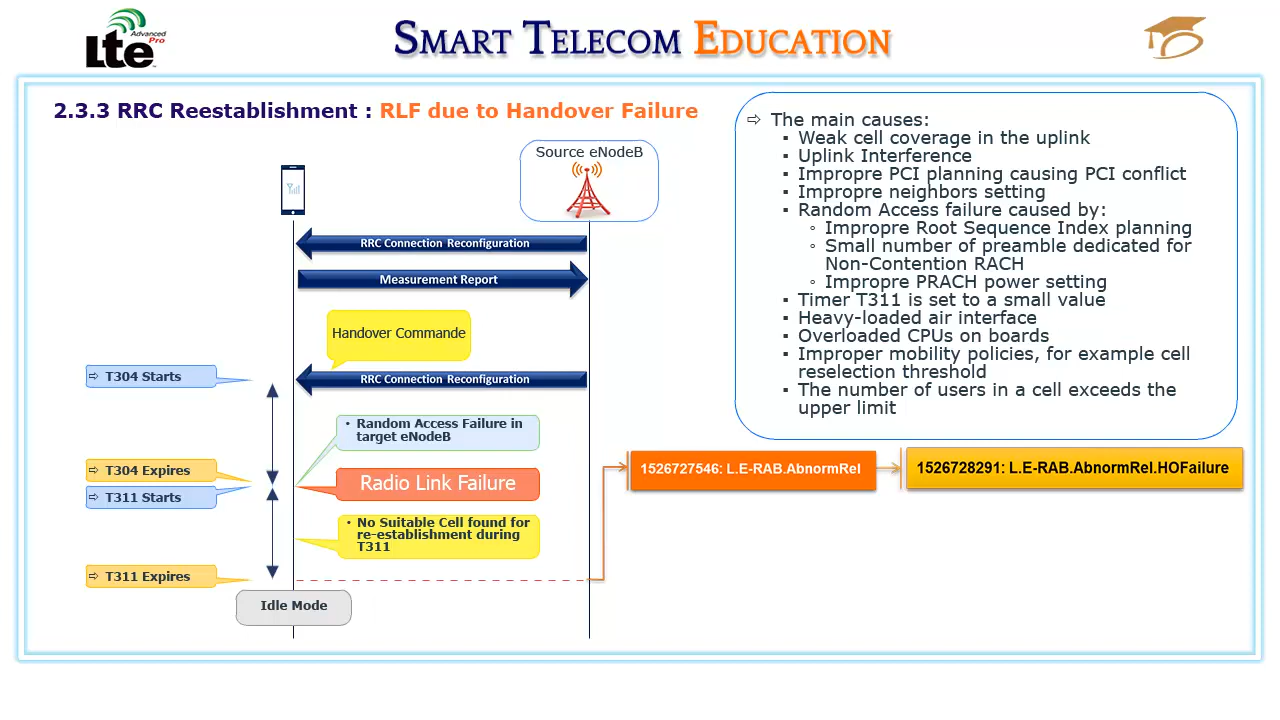 LTE Advanced Pro
SMART TELECOM EDUCATION
2.3.3 RRC Reestablishment : RLF due to Handover Failure
Source eNodeB
RRC Connection Reconfiguration
Measurement Report
Handover Commande
T304 Starts
RRC Connection Reconfiguration
• Random Access Failure in
target eNodeB
T304 Expires
T311 Starts
Radio Link Failure
• No Suitable Cell found for
re-establishment during
T311
T311 Expires
Idle Mode
The main causes:
Weak cell coverage in the uplink
Uplink Interference
Impropre PCI planning causing PCI conflict
Impropre neighbors setting
Random Access failure caused by:
Impropre Root Sequence Index planning
Small number of preamble dedicated for
Non-Contention RACH
Impropre PRACH power setting
Timer T311 is set to a small value
Heavy-loaded air interface
Overloaded CPUs on boards
Improper mobility policies, for example cell
reselection threshold
The number of users in a cell exceeds the
upper limit
1526727546: L.E-RAB.AbnormRel
1526728291: L.E-RAB.AbnormRel.HOFailure